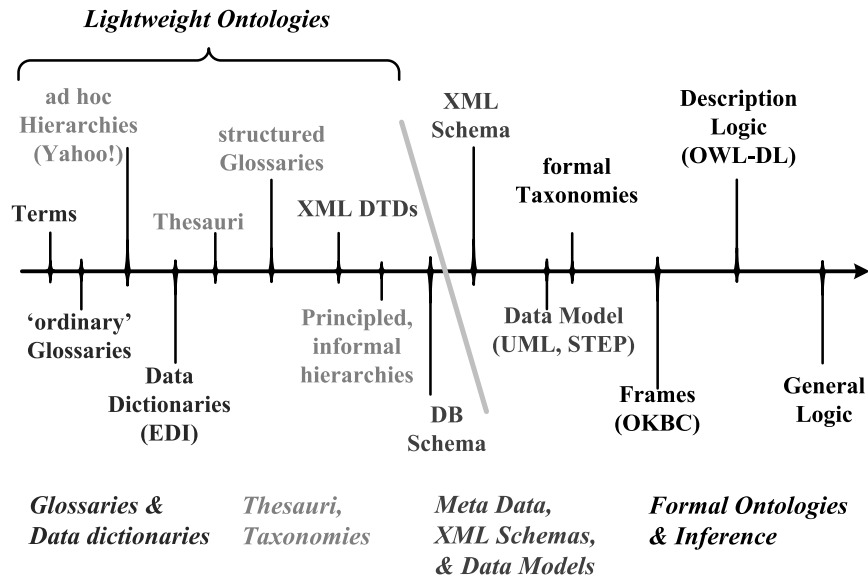 Lightweight Ontologies
ad hoc
Hierarchies
(Yahoo!)
structured
Glossaries
XML
Schema
Description
Logic
(OWL-DL)
formal
Taxonomies
Terms
Thesauri
XML DTDs
‘ordinary’
Glossaries
Data
Dictionaries
(EDI)
Principled,
informal
hierarchies
DB
Schema
Data Model
(UML, STEP)
Frames
(OKBC)
General
Logic
Glossaries &
Data dictionaries
Thesauri,
Taxonomies
Meta Data,
XML Schemas,
& Data Models
Formal Ontologies
& Inference